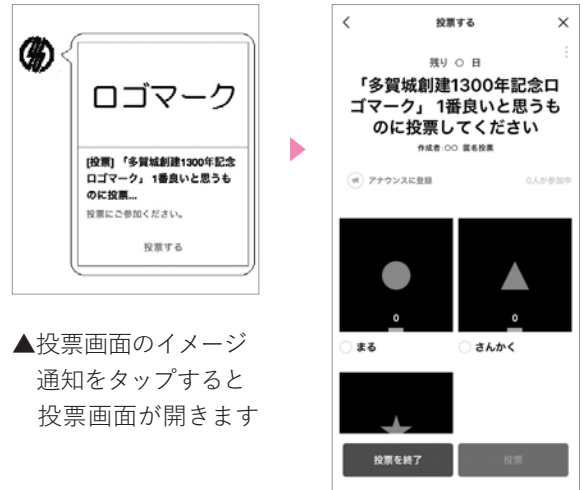 ロゴマーク
[投票]「多賀城創建1300年記念
ロゴマーク」 1番良いと思うも
のに投票...
投票にご参加ください。
投票する
▲投票画面のイメージ
通知をタップすると
投票画面が開きます
投票する
残り ○ 日
「多賀城創建1300年記念ロ
ゴマーク」 1番良いと思うも
のに投票してください
作成者:○○ 匿名投票
アナウンスに登録
0人が参加中
0
0
まる
さんかく
投票を終了
投票